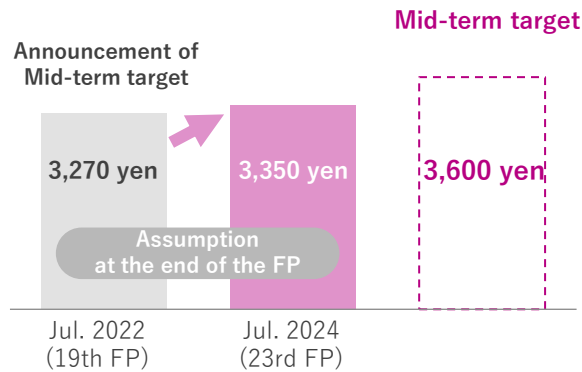 Mid-term target
Announcement of
Mid-term target
3,270 yen
3,350 yen
3,600 yen
Assumption
at the end of the FP
Jul. 2022
(19th FP)
Jul. 2024
(23rd FP)